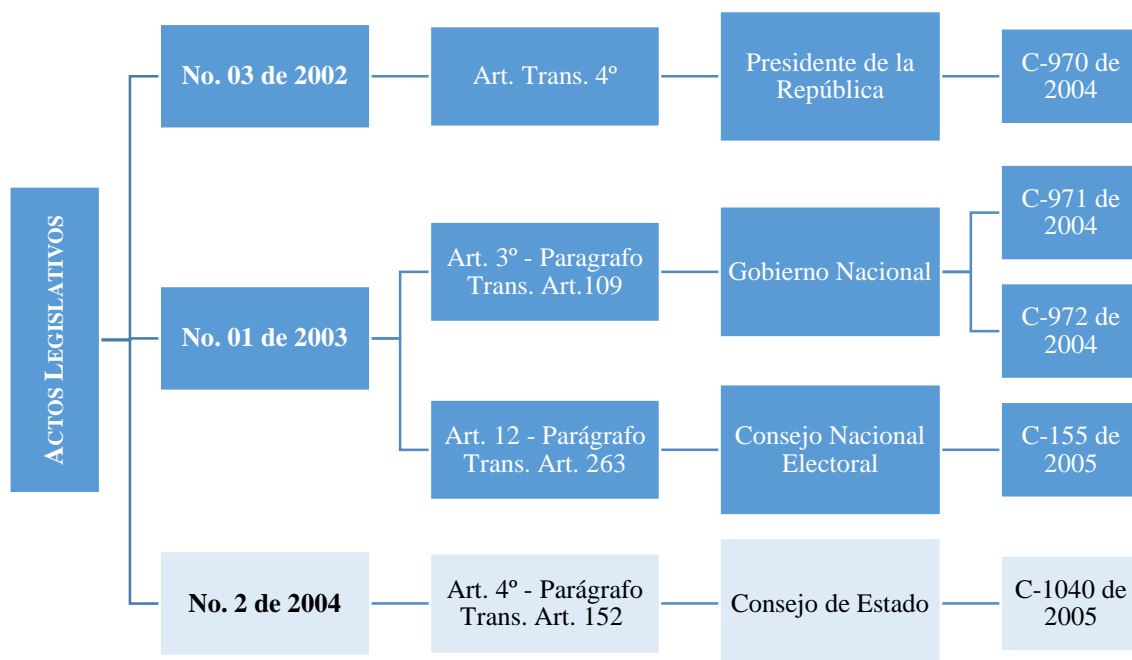 ACTOS LEGISLATIVOS
No. 03 de 2002
Art. Trans. 4º
Presidente de la
República
C-970 de
2004
No. 01 de 2003
Art. 3º - Paragrafo
Trans. Art.109
Gobierno Nacional
C-971 de
2004
C-972 de
2004
Art. 12 - Parágrafo
Trans. Art. 263
Consejo Nacional
Electoral
C-155 de
2005
No. 2 de 2004
Art. 4º - Parágrafo
Trans. Art. 152
Consejo de Estado
C-1040 de
2005